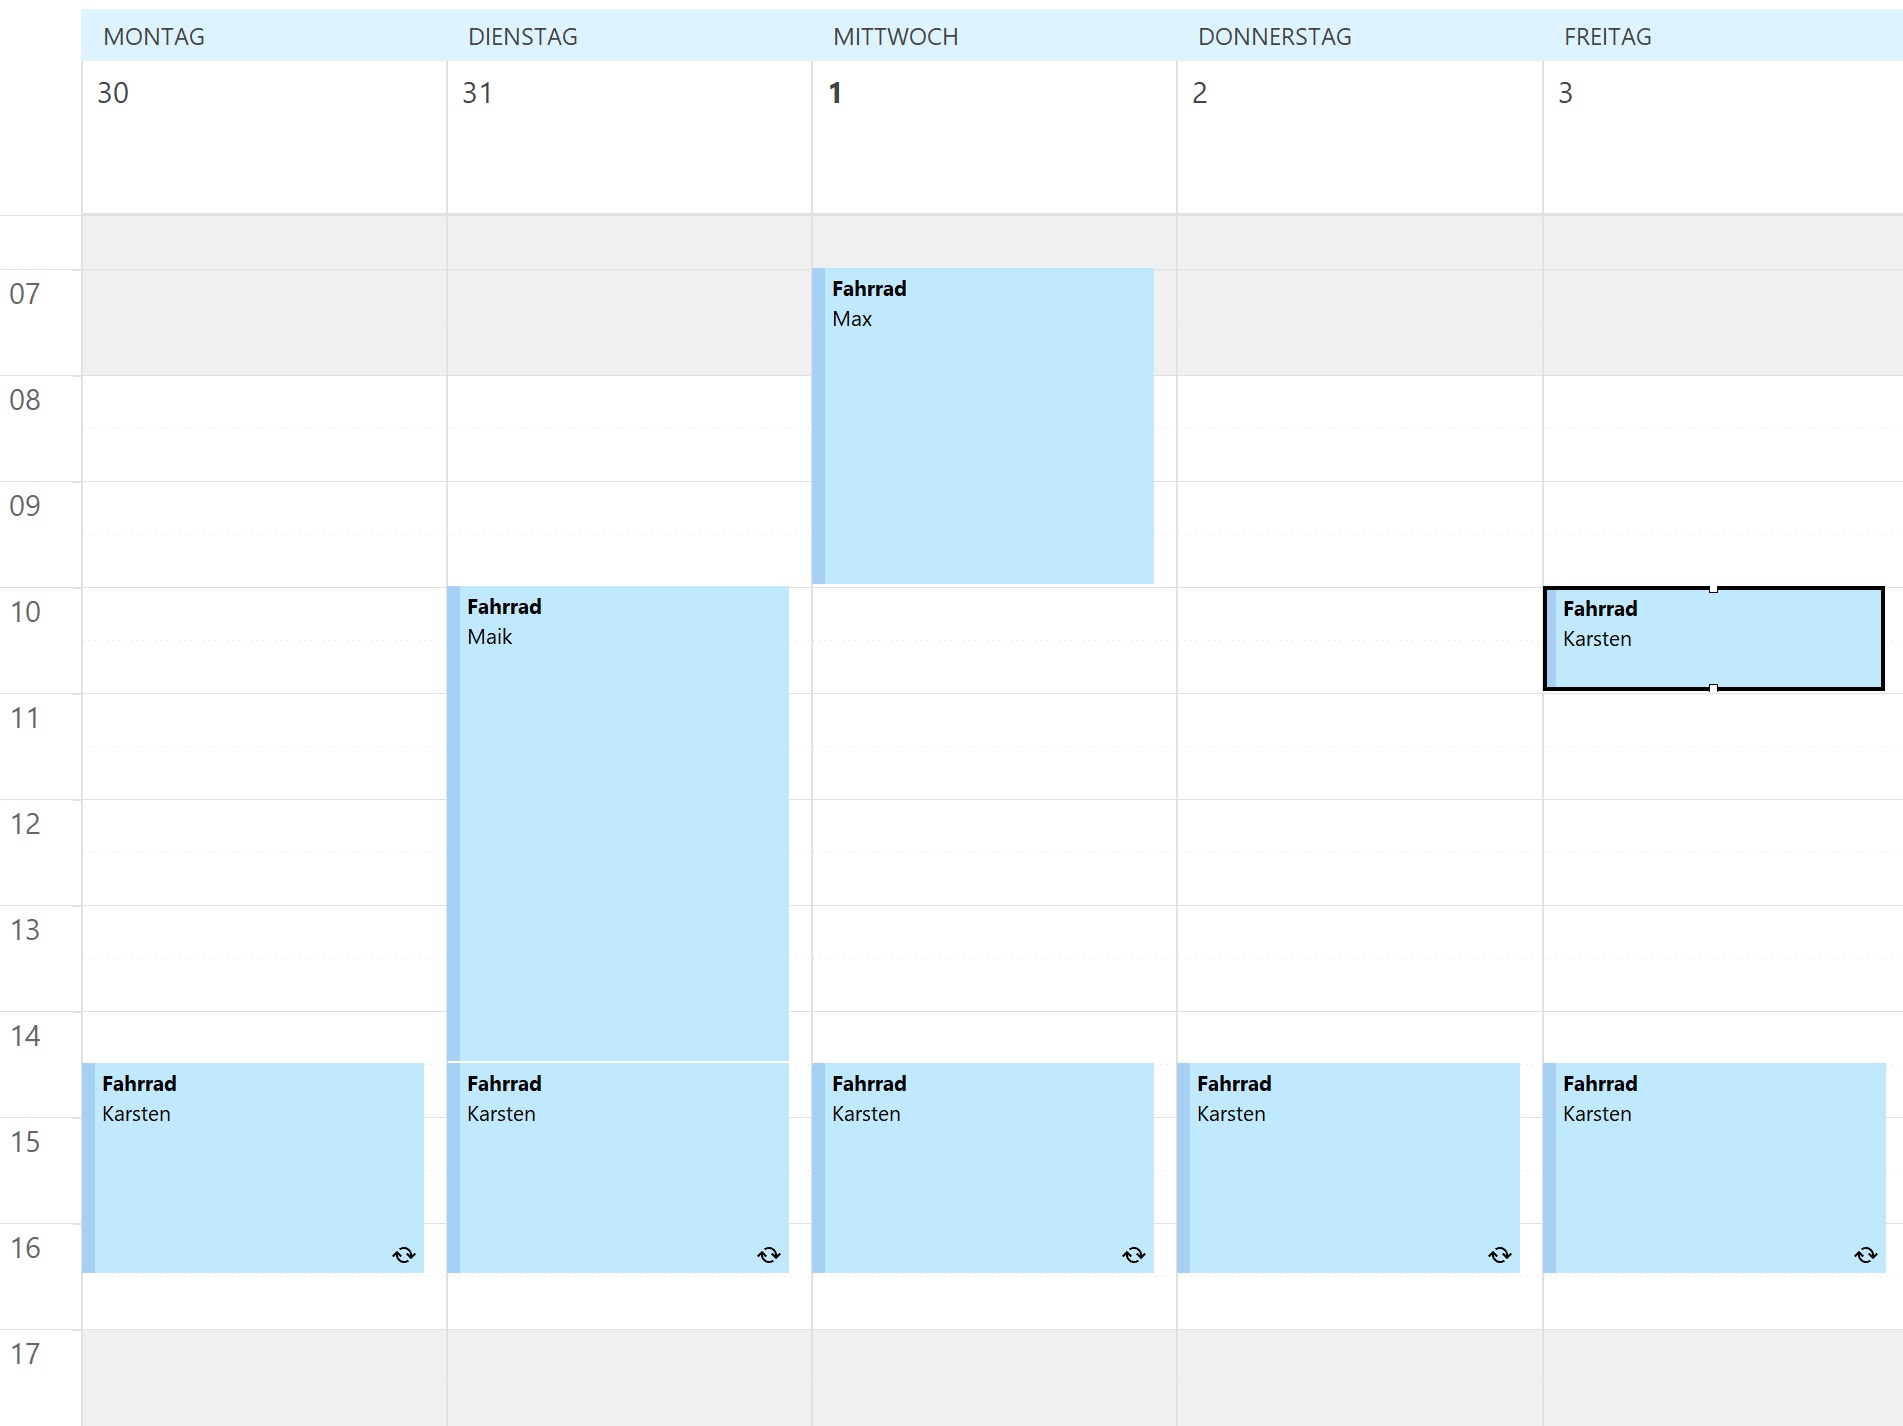 MONTAG
DIENSTAG
MITTWOCH
DONNERSTAG
FREITAG
30
31
1
2
3
07
Fahrrad
Max
08
09
10
Fahrrad
Maik
Fahrrad
Karsten
11
12
13
14
Fahrrad
Karsten
Fahrrad
Karsten
Fahrrad
Karsten
Fahrrad
Karsten
Fahrrad
Karsten
15
16
17